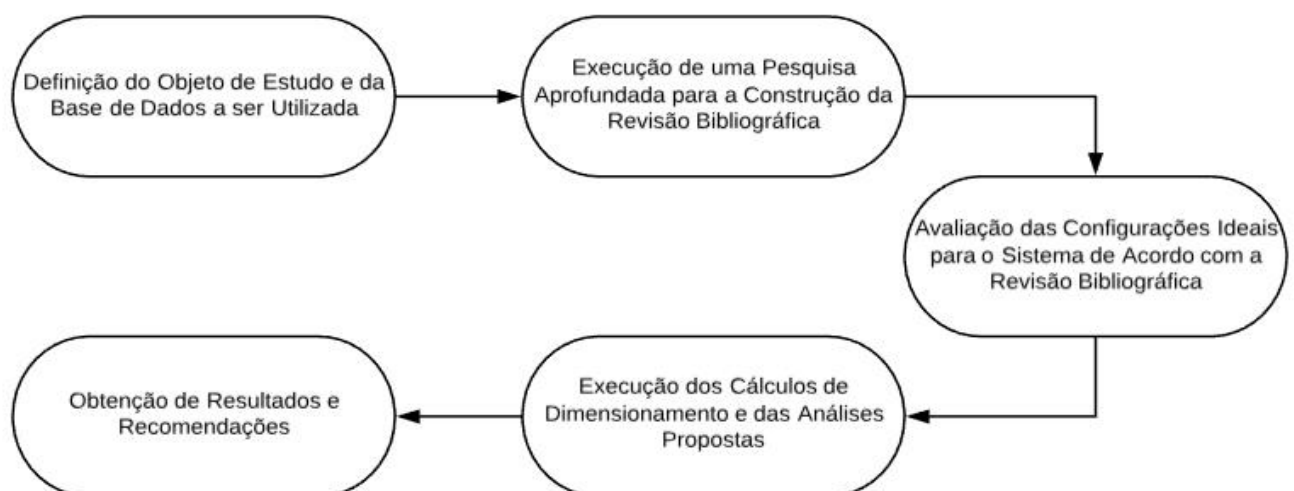 Definição do Objeto de Estudo e da
Base de Dados a ser Utilizada
Execução de uma Pesquisa
Aprofundada para a Construção da
Revisão Bibliográfica
Avaliação das Configurações Ideais
para o Sistema de Acordo com a
Revisão Bibliográfica
Execução dos Cálculos de
Dimensionamento e das Análises
Propostas
Obtenção de Resultados e
Recomendações